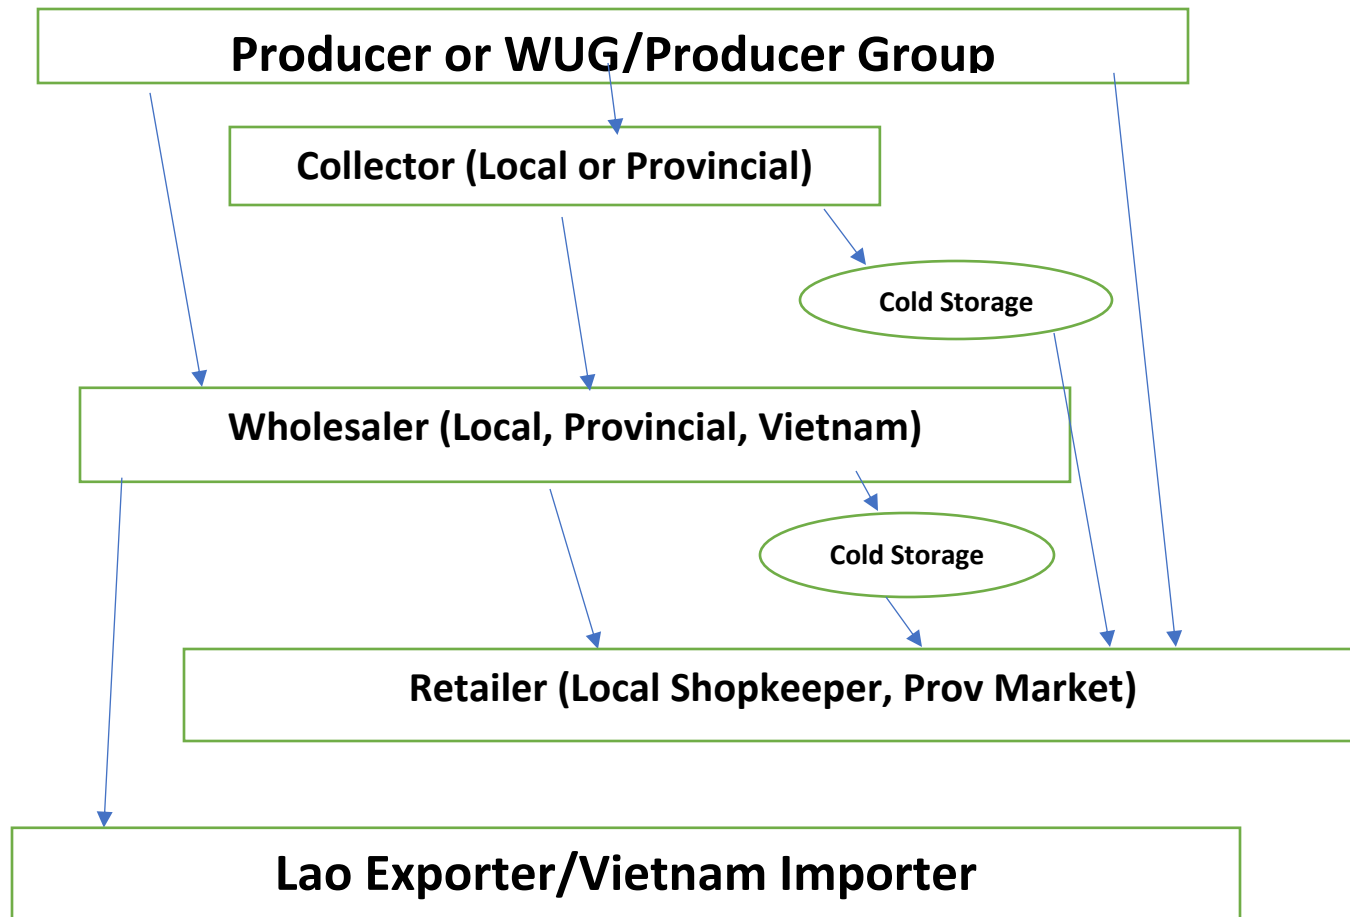 Producer or WUG/Producer Group
Collector (Local or Provincial)
Cold Storage
Wholesaler (Local, Provincial, Vietnam)
Cold Storage
Retailer (Local Shopkeeper, Prov Market)
Lao Exporter/Vietnam Importer